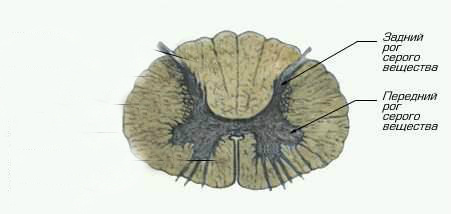 Задний
рог
серого
вещества
Передний
рог
серого
вещества